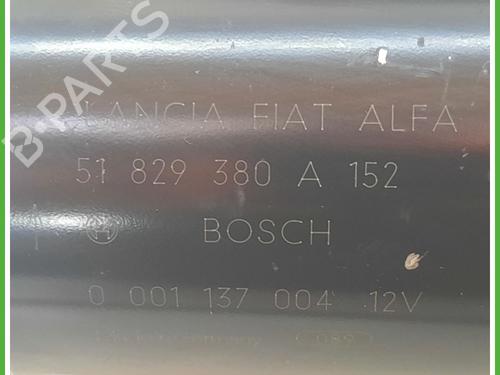 B-PARTS
LANCIA FIAT ALFA
51 829 380 A 152
BOSCH
0 001 137 004 12V